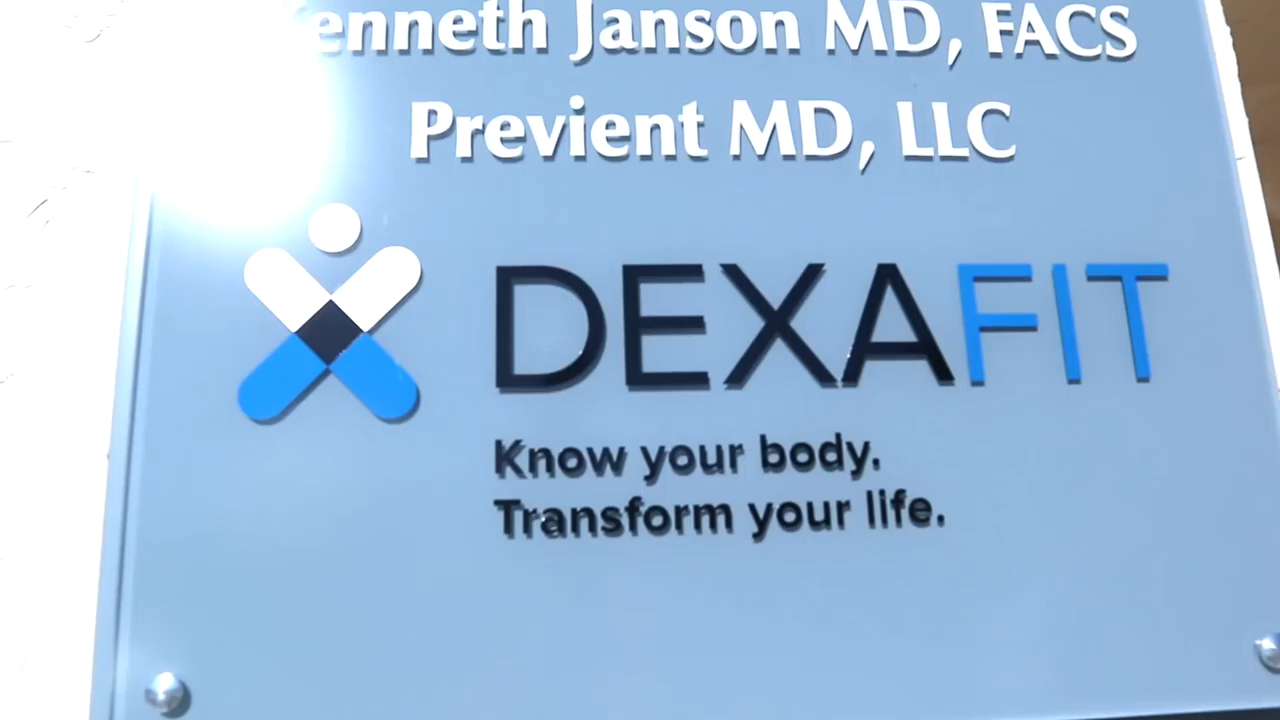 enneth Janson MD, FACS
Previent MD, LLC
DEXAFIT
Know your body.
Transform your life.